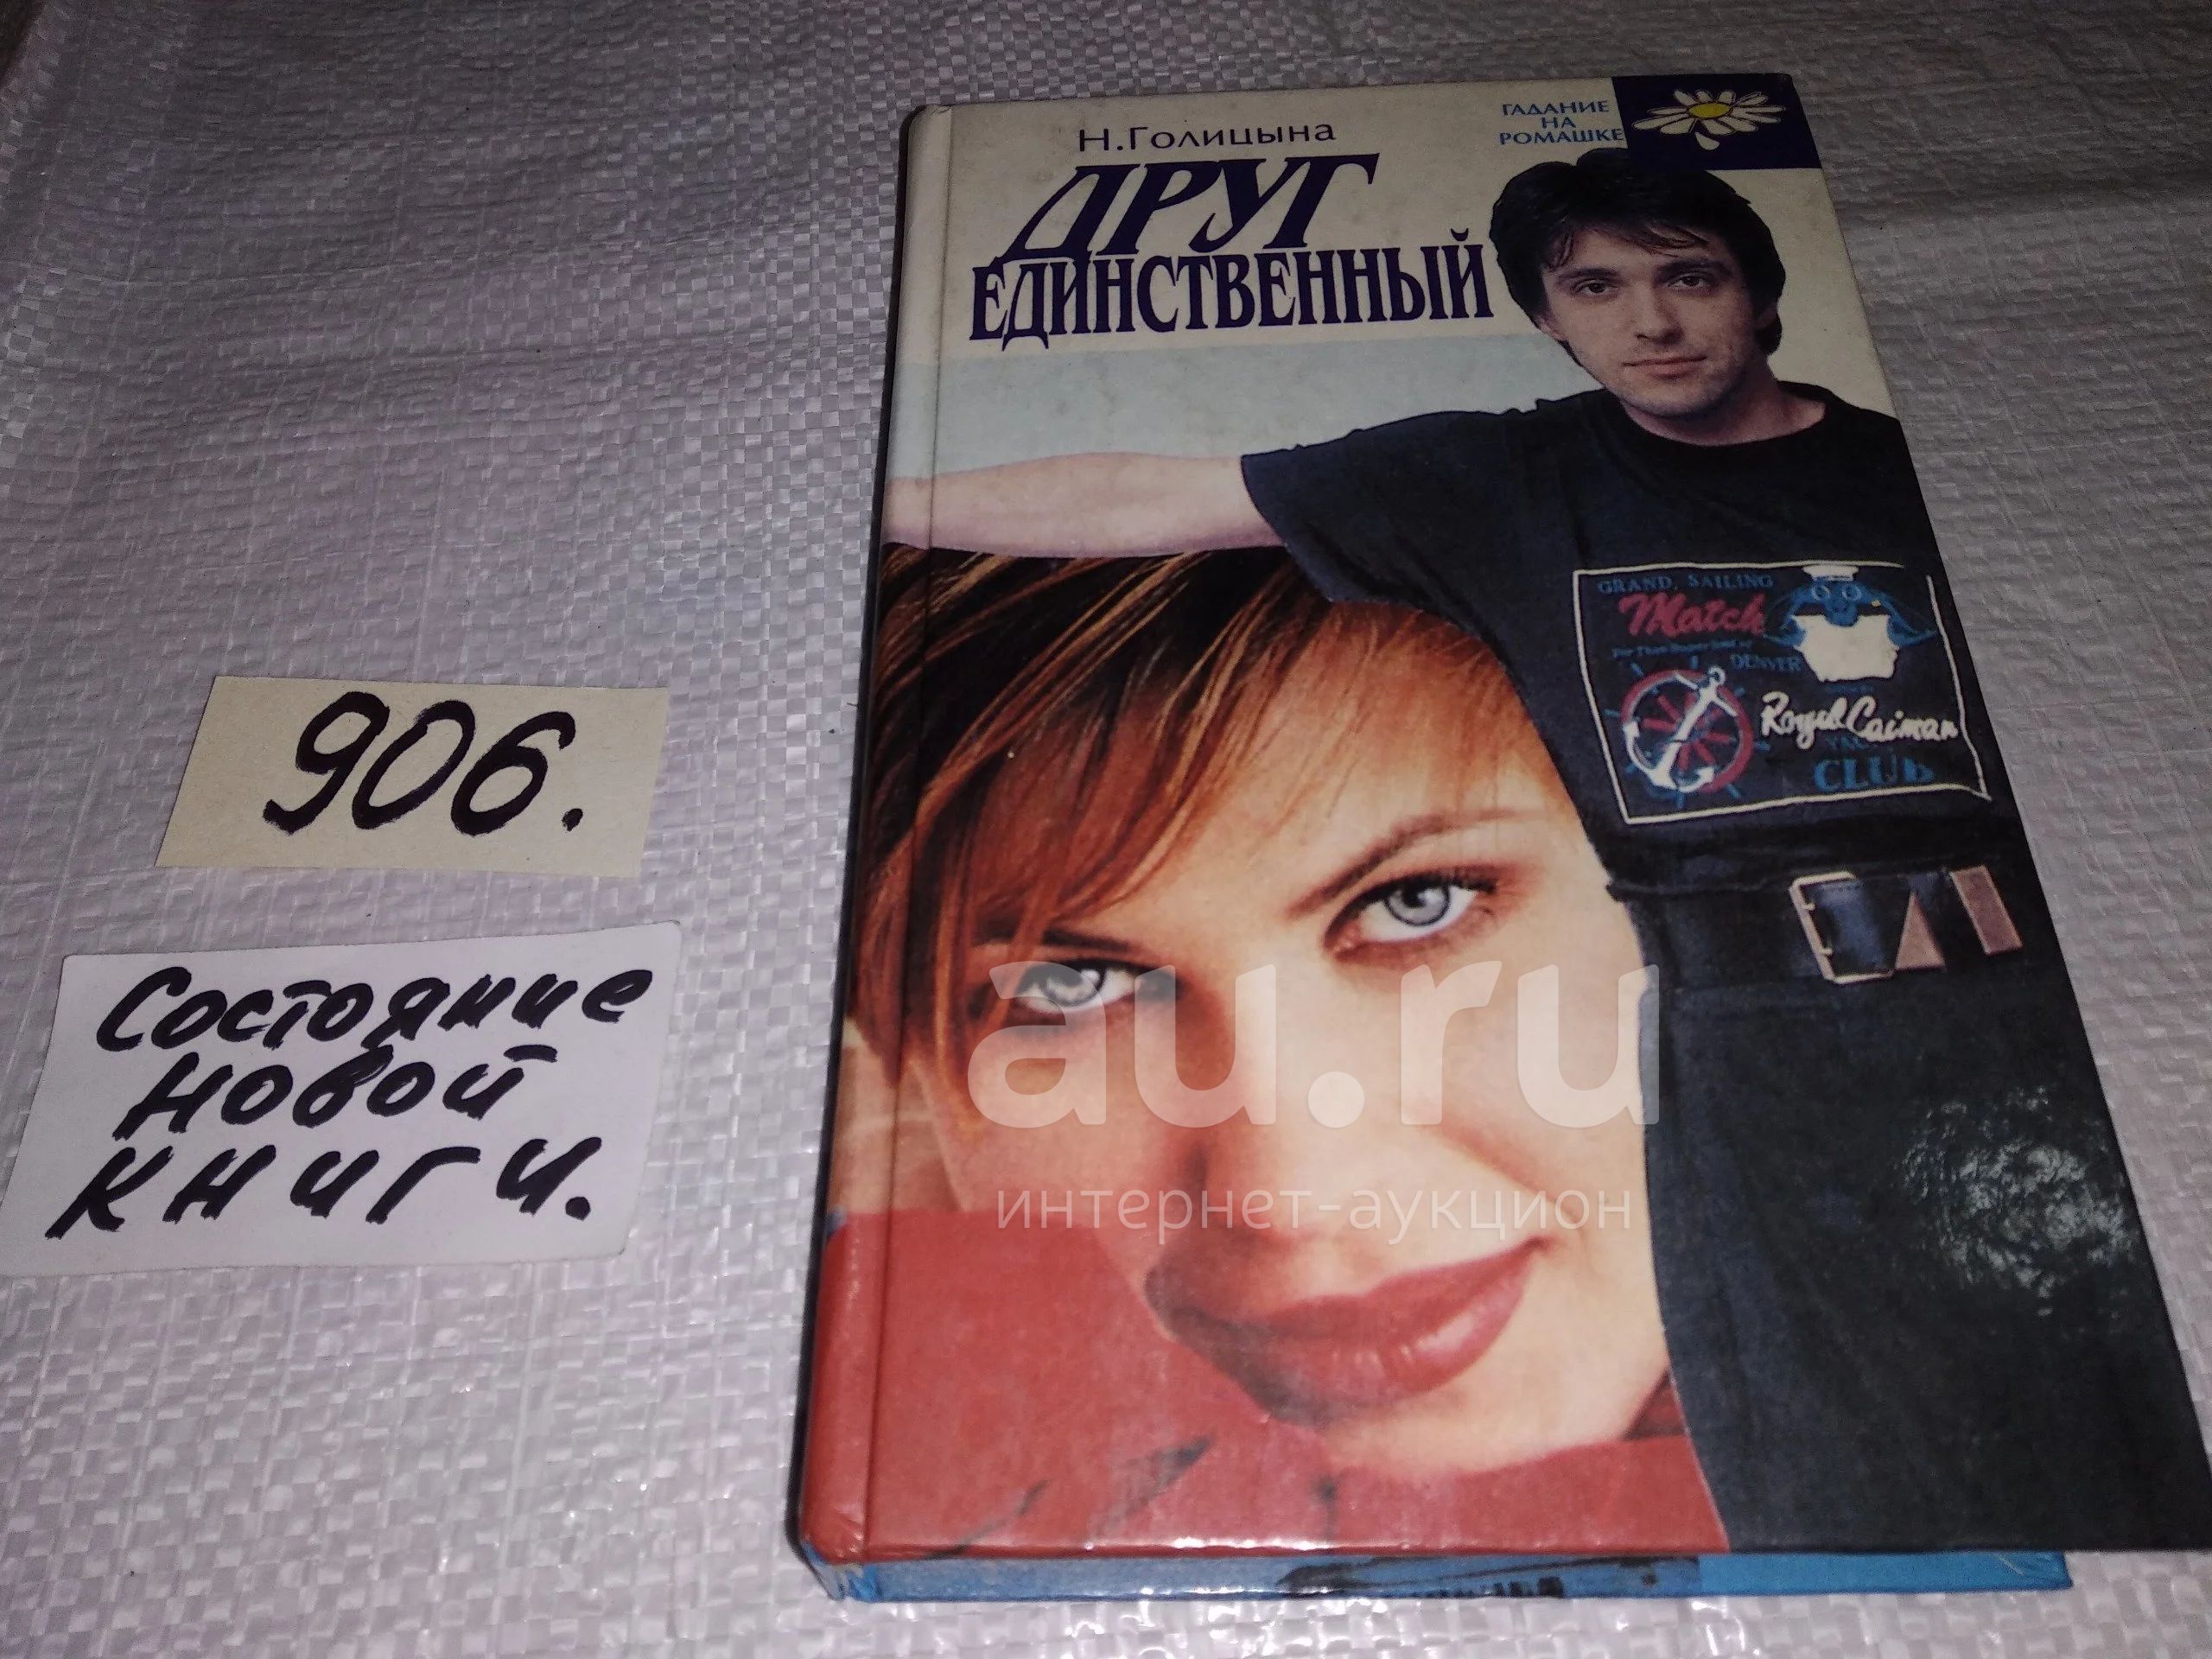 Н.Голицына
ГАДАНИЕ
НА
РОМАШКЕ
ДРУГ
ЕДИНСТВЕННЫЙ
GRAND, SAILING
Match
DENVER
Royal Caiman
CLUB
906.
Состояние
новой
книги.
au.ru
интернет-аукцион